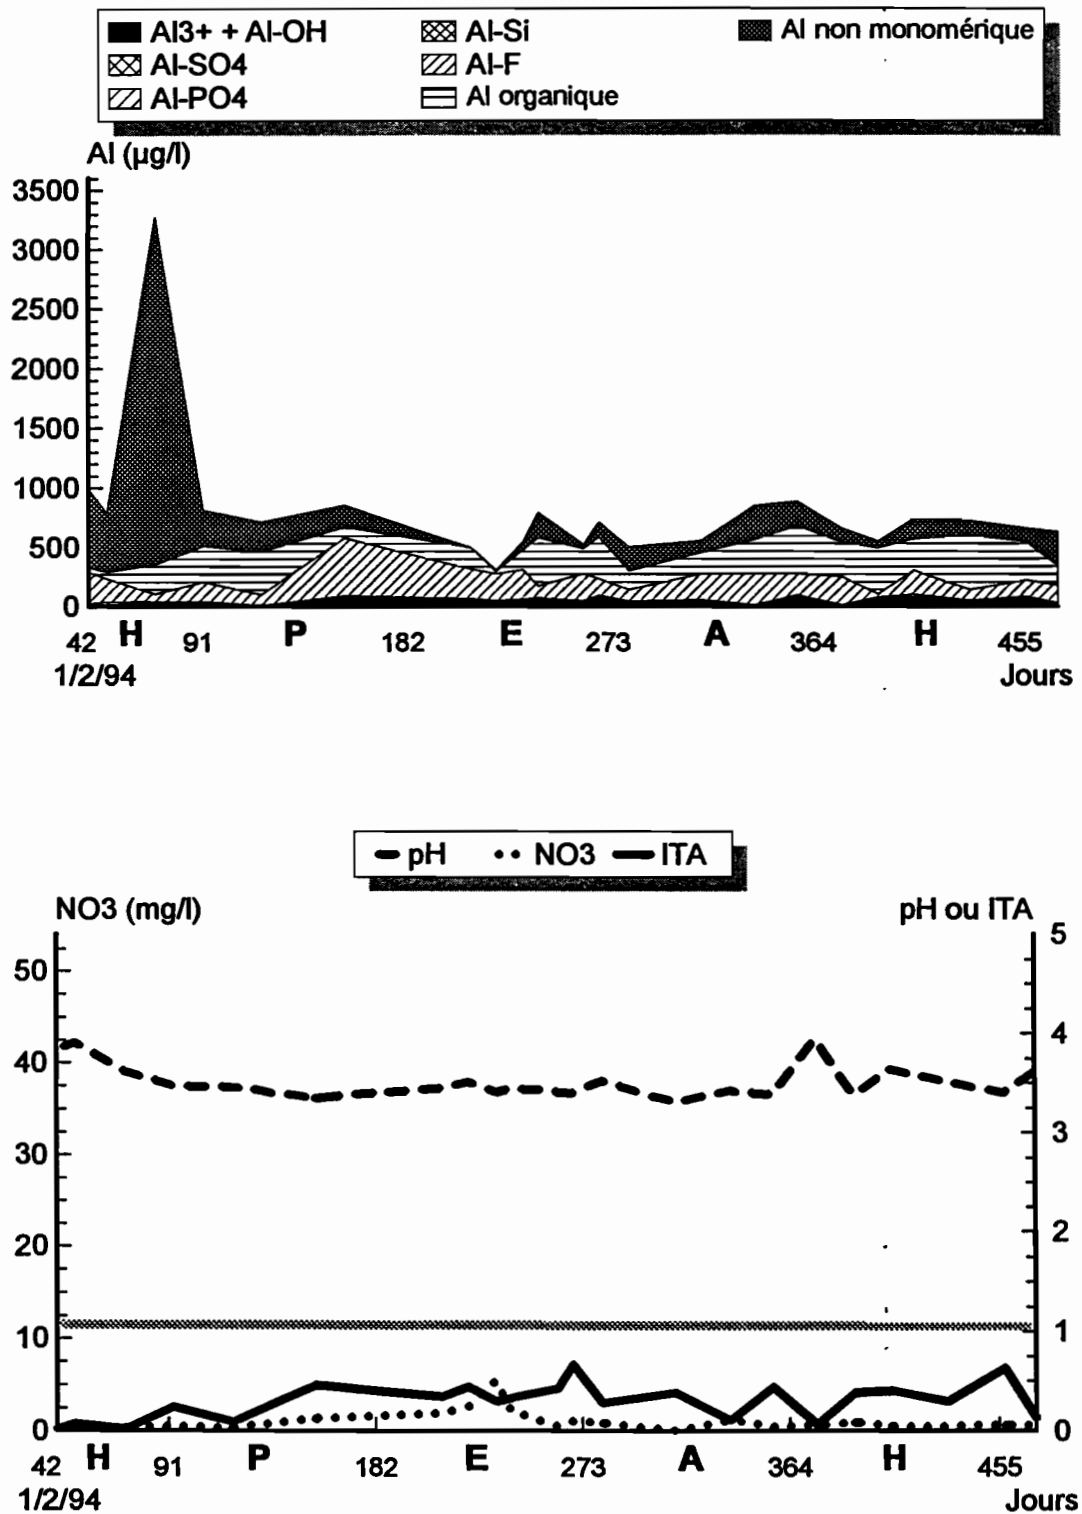 Al3+ + Al-OH Al-Si Al non monomérique
Al-SO4 Al-F
Al-PO4 Al organique
Al (µg/l)
3500
3000
2500
2000
1500
1000
500
0
42 H 91 P 182 E 273 A 364 H 455
1/2/94 Jours
pH NO3 ITA
NO3 (mg/l) pH ou ITA
5
50
4
40
3
30
20 2
10 1
0 0
42 H 91 P 182 E 273 A 364 H 455
1/2/94 Jours